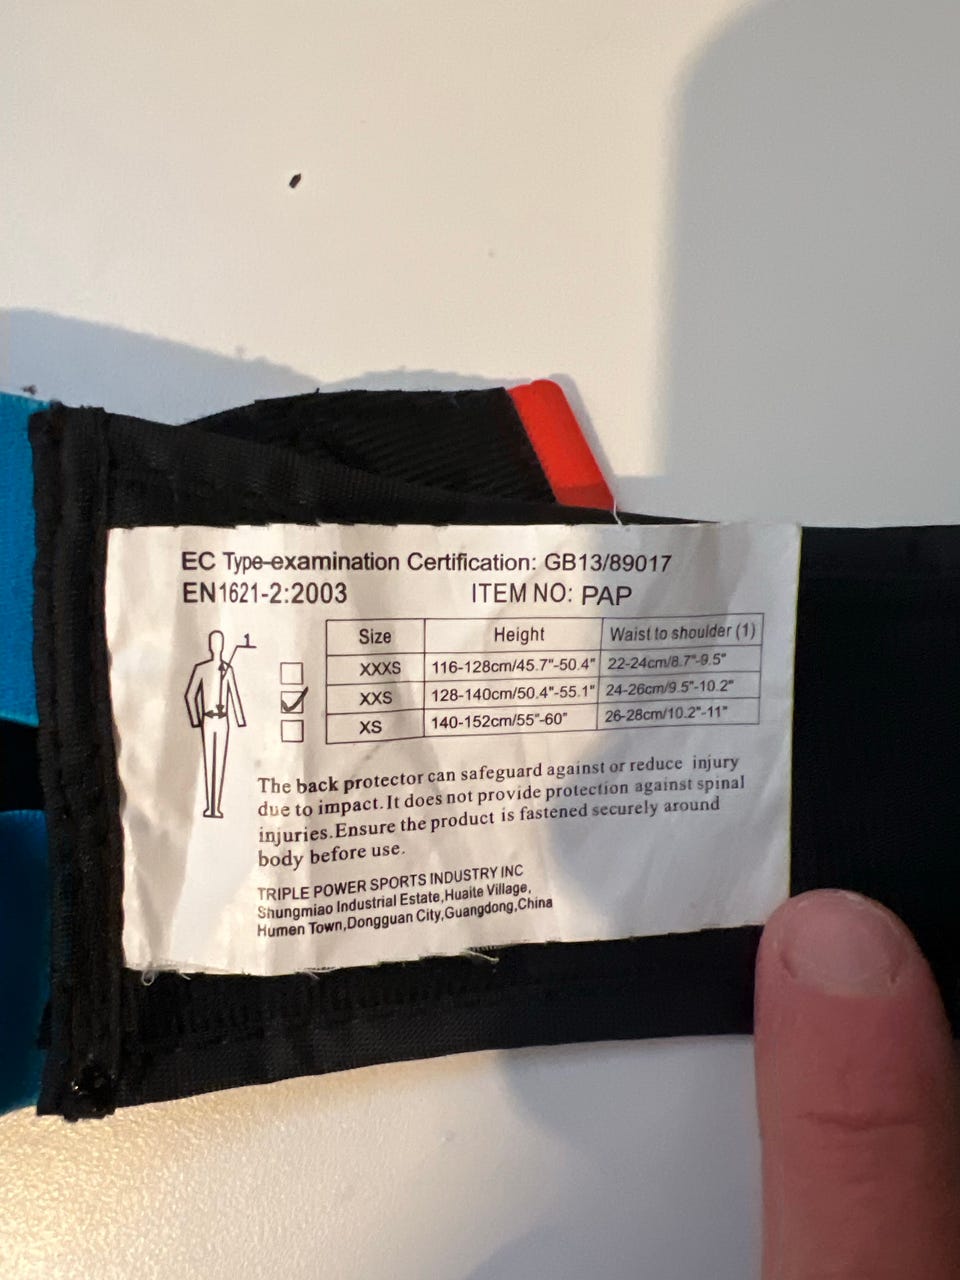 EC Type-examination Certification: GB13/89017
EN1621-2:2003 ITEM NO: PAP
1
Size Height Waist to shoulder (1)
XXXS 116-128cm/45.7"-50.4" 22-24cm/8.7"-9.5"
XXS 128-140cm/50.4"-55.1" 24-26cm/9.5"-10.2"
XS 140-152cm/55"-60" 26-28cm/10.2"-11"
The back protector can safeguard against or reduce injury
due to impact.It does not provide protection against spinal
injuries.Ensure the product is fastened securely around
body before use.
TRIPLE POWER SPORTS INDUSTRY INC
Shungmiao Industrial Estate,Huaite Village,
Humen Town,Dongguan City,Guangdong,China